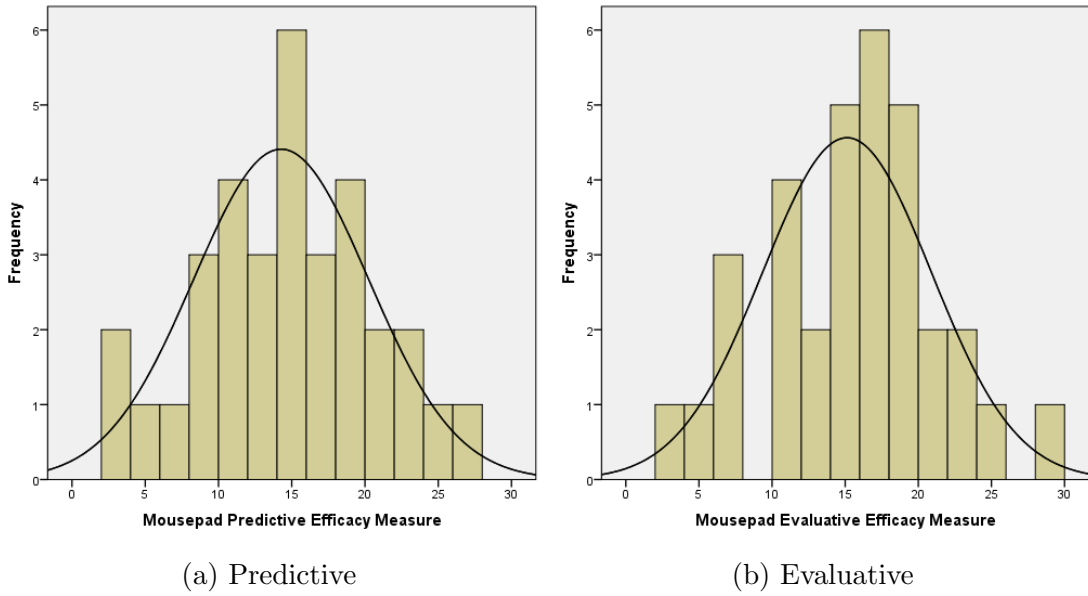 6
5
4
3
2
1
0
Frequency
0 5 10 15 20 25 30
Mousepad Predictive Efficacy Measure
(a) Predictive
6
5
4
3
2
1
0
Frequency
0 5 10 15 20 25 30
Mousepad Evaluative Efficacy Measure
(b) Evaluative